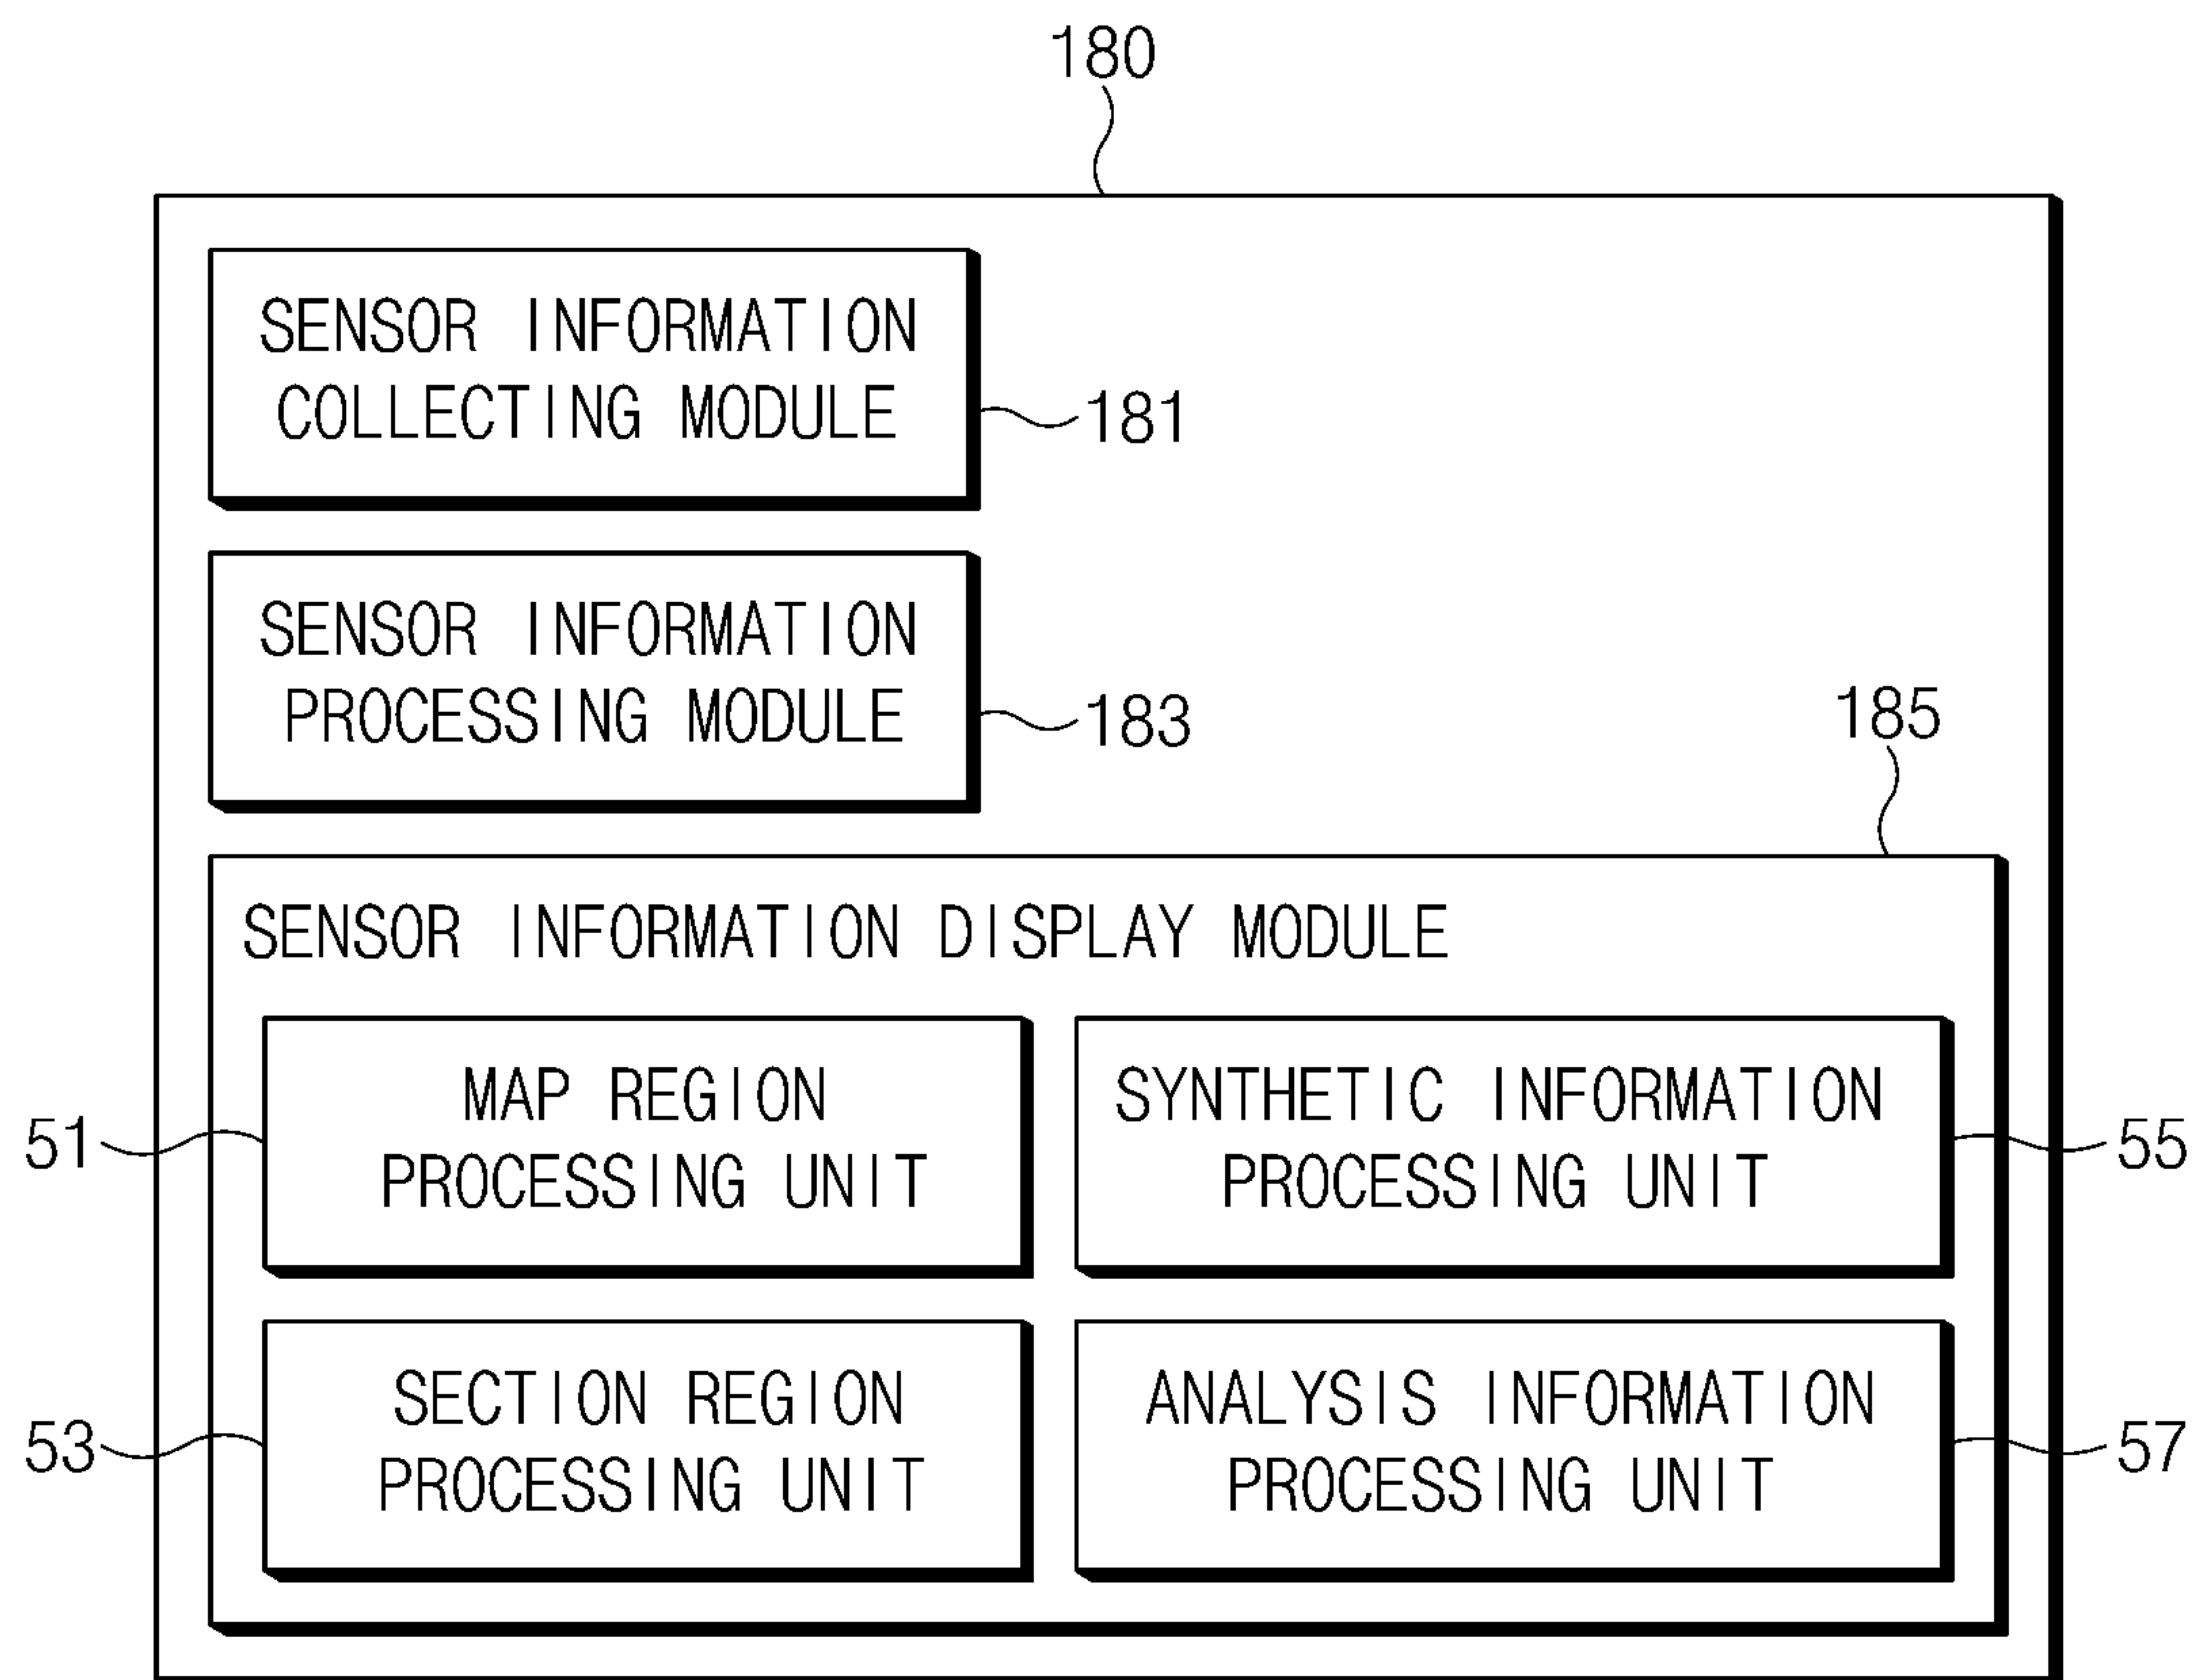 180
SENSOR INFORMATION
COLLECTING MODULE
181
SENSOR INFORMATION
PROCESSING MODULE
183
185
SENSOR INFORMATION DISPLAY MODULE
MAP REGION
PROCESSING UNIT
51
SYNTHETIC INFORMATION
PROCESSING UNIT
55
SECTION REGION
PROCESSING UNIT
53
ANALYSIS INFORMATION
PROCESSING UNIT
57